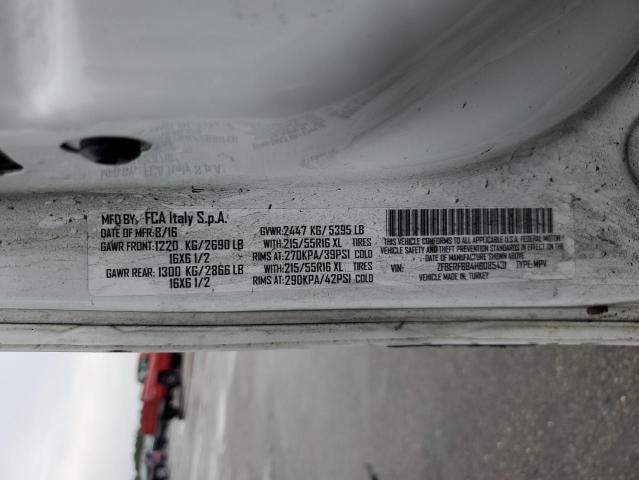 MFD BY: FCA Italy S.p.A.
DATE OF MFR: 8/16
GVWR: 2447 KG/ 5395 LB
GAWR FRONT: 1220 KG/2690 LB
WITH: 215/55R16 XL TIRES
16X6 1/2
RIMS AT: 270KPA/39PSI COLD
GAWR REAR: 1300 KG/2866 LB
WITH: 215/55R16 XL TIRES
16X6 1/2
RIMS AT: 290KPA/42PSI COLD
THIS VEHICLE CONFORMS TO ALL APPLICABLE U.S.A. FEDERAL MOTOR
VEHICLE SAFETY AND THEFT PREVENTION STANDARDS IN EFFECT ON THE
DATE OF MANUFACTURE SHOWN ABOVE
VIN: ZFBERFBB4H6D85431 TYPE: MPV
VEHICLE MADE IN: TURKEY